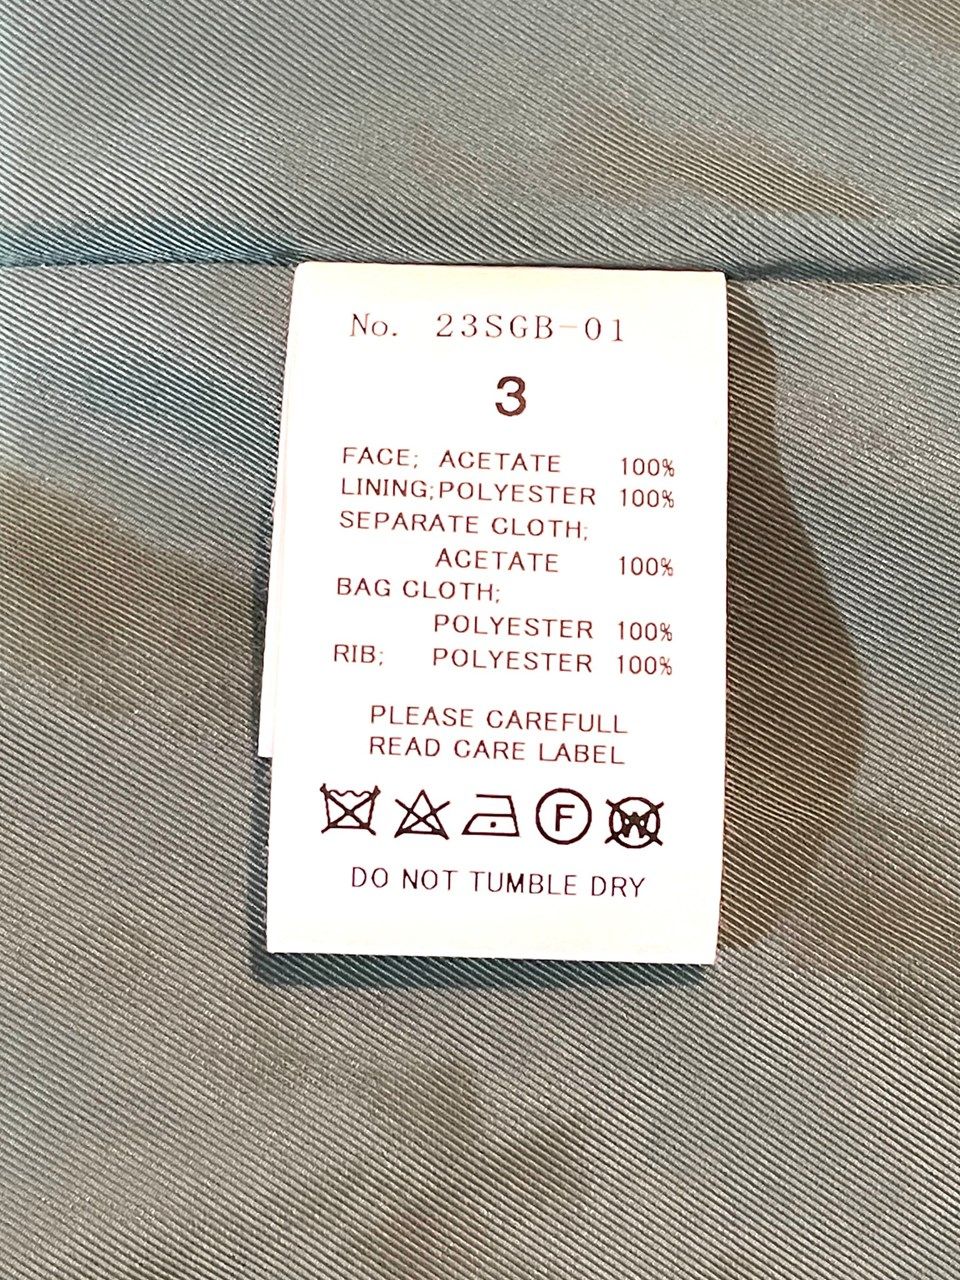 No. 23SGB-01
3
FACE; ACETATE 100%
LINING;POLYESTER 100%
SEPARATE CLOTH;
ACETATE 100%
BAG CLOTH;
POLYESTER 100%
RIB; POLYESTER 100%
PLEASE CAREFULL
READ CARE LABEL
F W
DO NOT TUMBLE DRY